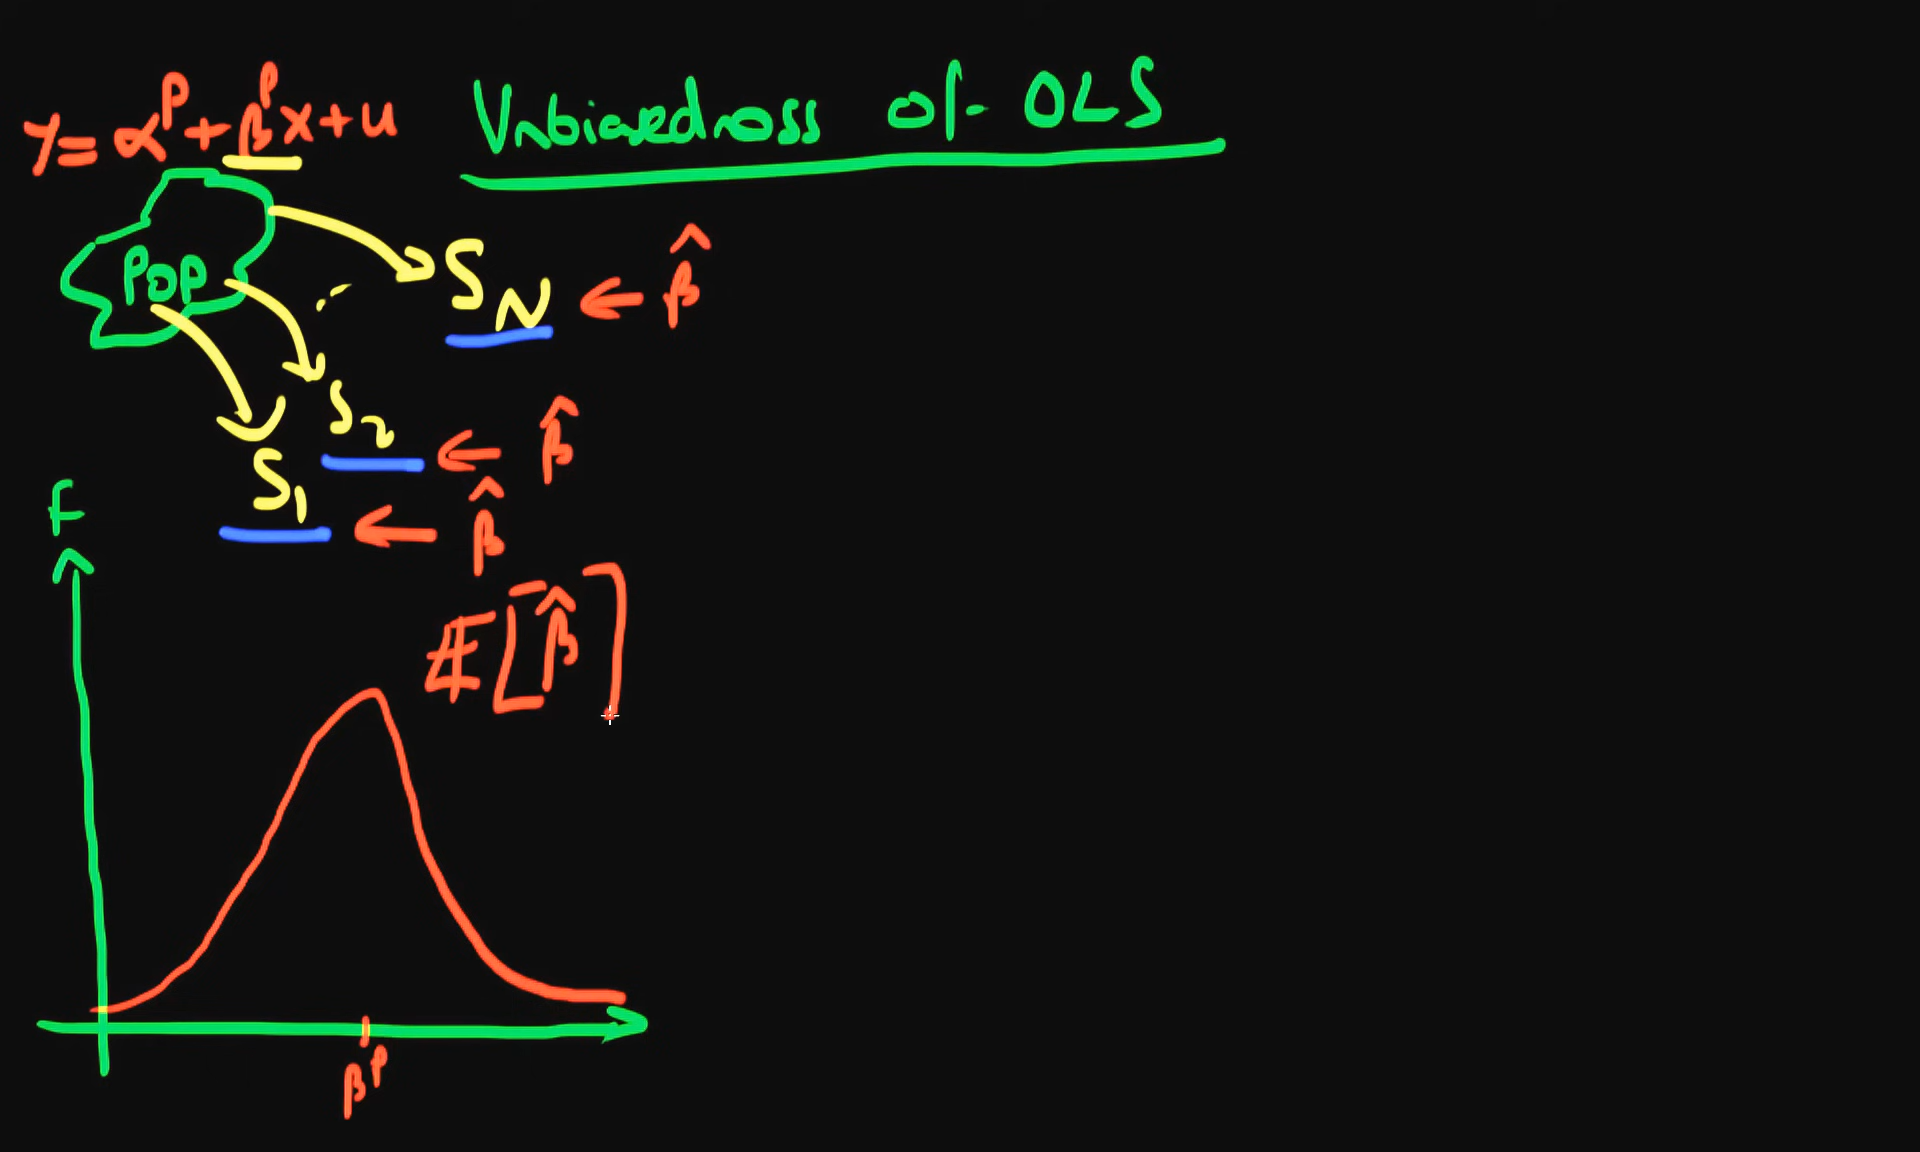 y = α^p + β^p x + u
Unbiasedness of OLS
POP
S_N ← β̂
S_2 ← β̂
S_1 ← β̂
f
E[β̂]
β^p